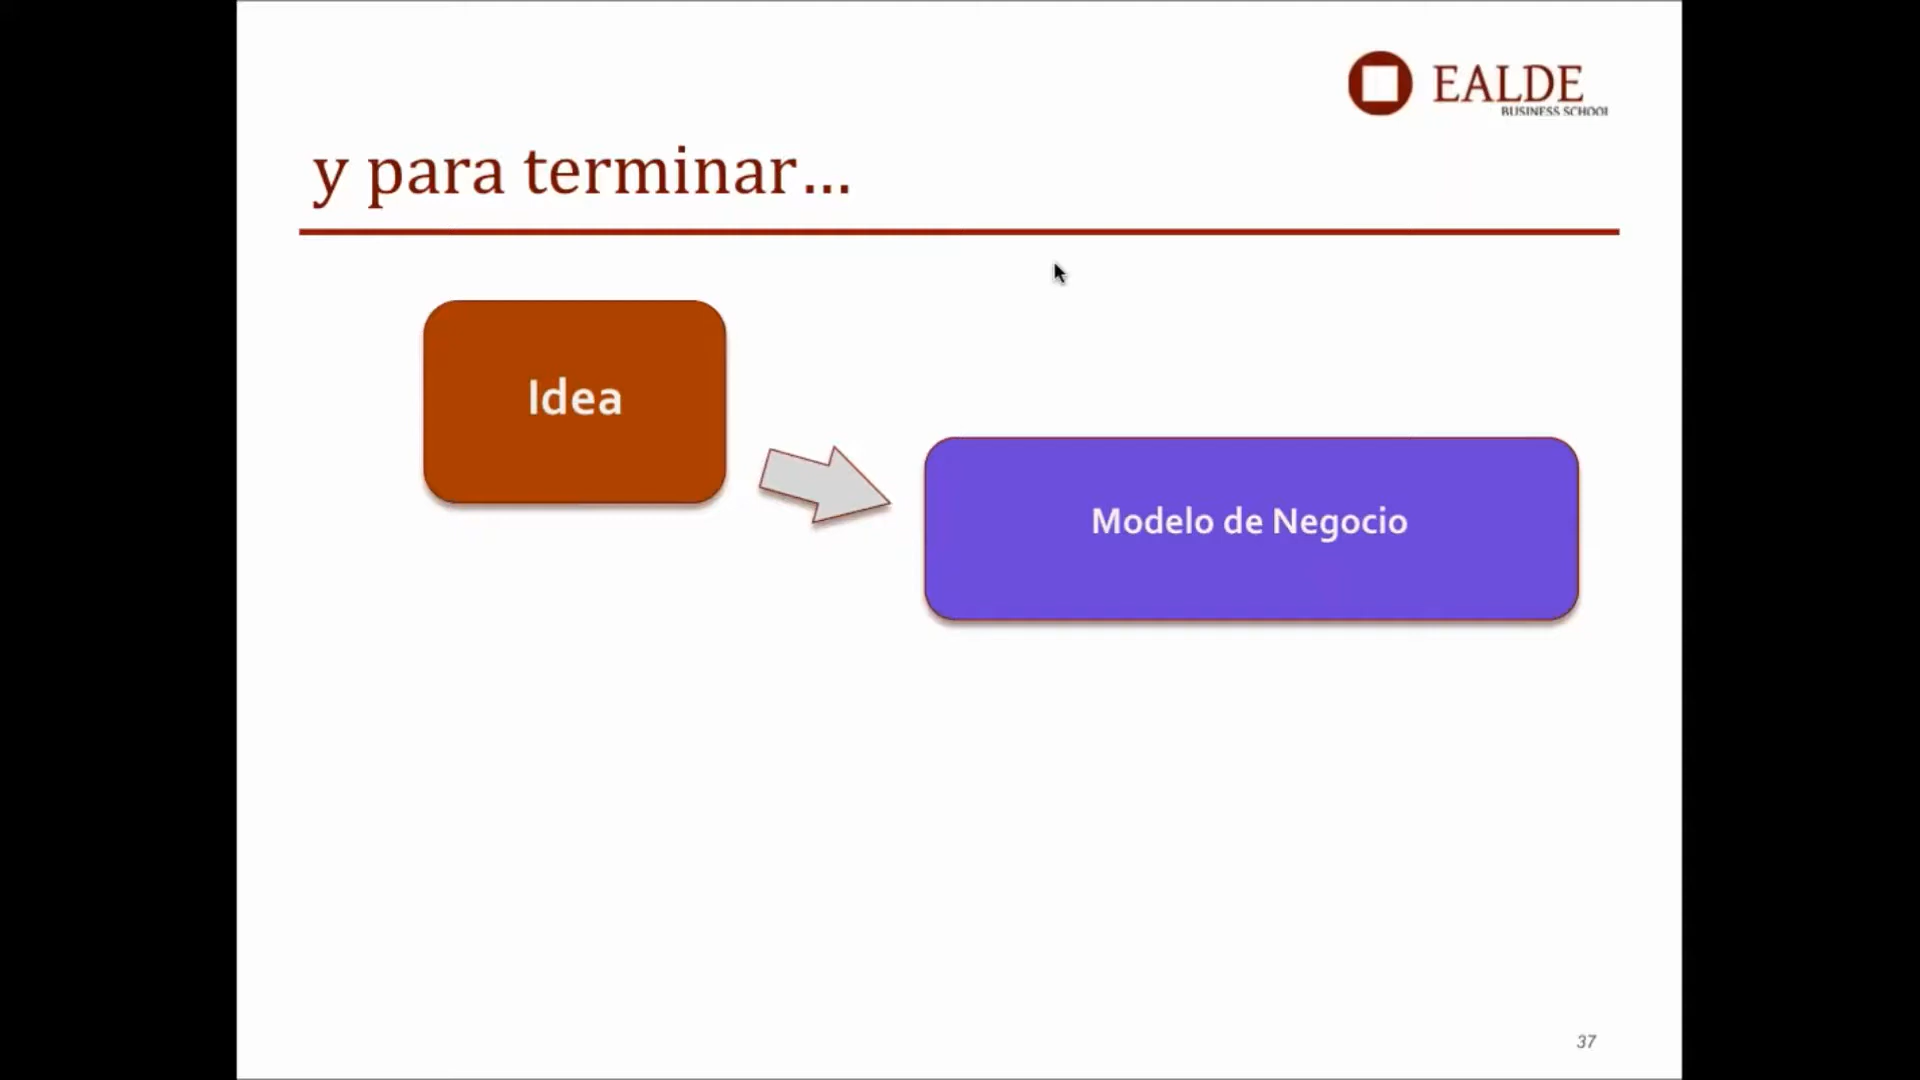 EALDE
BUSINESS SCHOOL
y para terminar...
Idea
Modelo de Negocio
37